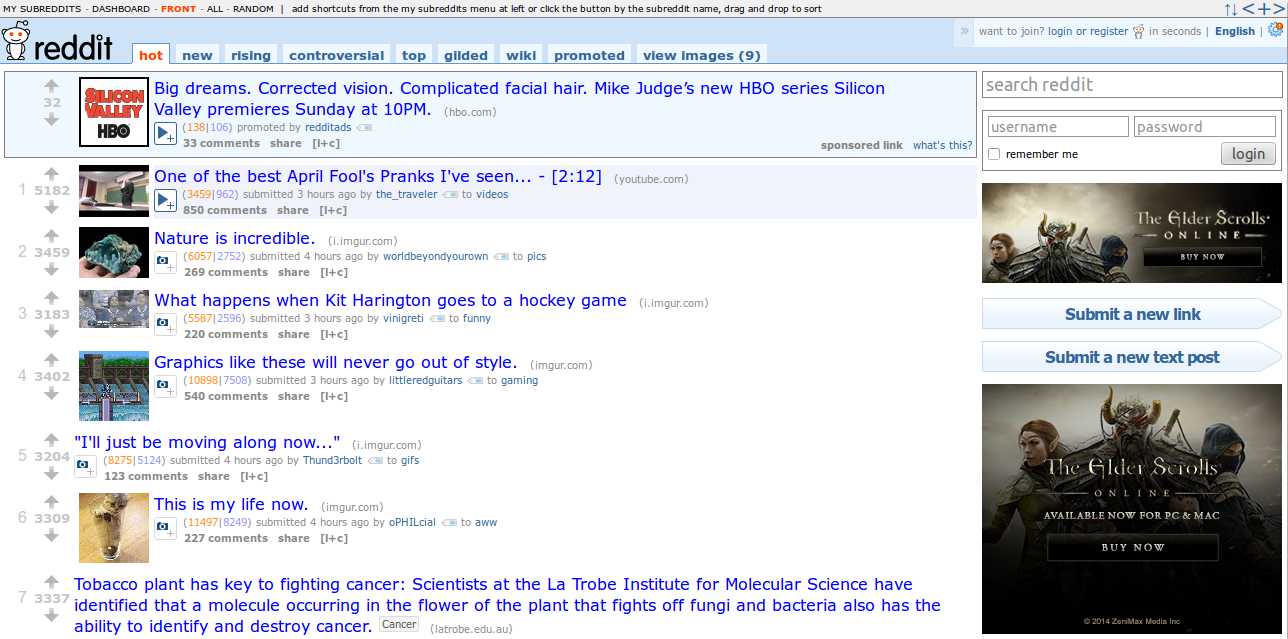 MY SUBREDDITS - DASHBOARD - FRONT - ALL - RANDOM | add shortcuts from the my subreddits menu at left or click the button by the subreddit name, drag and drop to sort
reddit hot new rising controversial top gilded wiki promoted view images (9)
want to join? login or register in seconds | English |
32
SILICON VALLEY HBO
Big dreams. Corrected vision. Complicated facial hair. Mike Judge's new HBO series Silicon
Valley premieres Sunday at 10PM. (hbo.com)
(138|106) promoted by redditads
33 comments share [l+c]
sponsored link what's this?
1 5182
One of the best April Fool's Pranks I've seen... - [2:12] (youtube.com)
(3459|962) submitted 3 hours ago by the_traveler to videos
850 comments share [l+c]
2 3459
Nature is incredible. (i.imgur.com)
(6057|2752) submitted 4 hours ago by worldbeyondyourown to pics
269 comments share [l+c]
3 3183
What happens when Kit Harington goes to a hockey game (i.imgur.com)
(5587|2596) submitted 3 hours ago by vinigreti to funny
220 comments share [l+c]
4 3402
Graphics like these will never go out of style. (imgur.com)
(10898|7508) submitted 3 hours ago by littleredguitars to gaming
540 comments share [l+c]
5 3204
"I'll just be moving along now..." (i.imgur.com)
(8275|5124) submitted 4 hours ago by Thund3rbolt to gifs
123 comments share [l+c]
6 3309
This is my life now. (imgur.com)
(11497|8249) submitted 4 hours ago by oPHILcial to aww
227 comments share [l+c]
7 3337
Tobacco plant has key to fighting cancer: Scientists at the La Trobe Institute for Molecular Science have
identified that a molecule occurring in the flower of the plant that fights off fungi and bacteria also has the
ability to identify and destroy cancer. Cancer (latrobe.edu.au)
search reddit
username password
remember me login
The Elder Scrolls
ONLINE
BUY NOW
Submit a new link
Submit a new text post
The Elder Scrolls
ONLINE
AVAILABLE NOW FOR PC & MAC
BUY NOW
© 2014 ZeniMax Media Inc